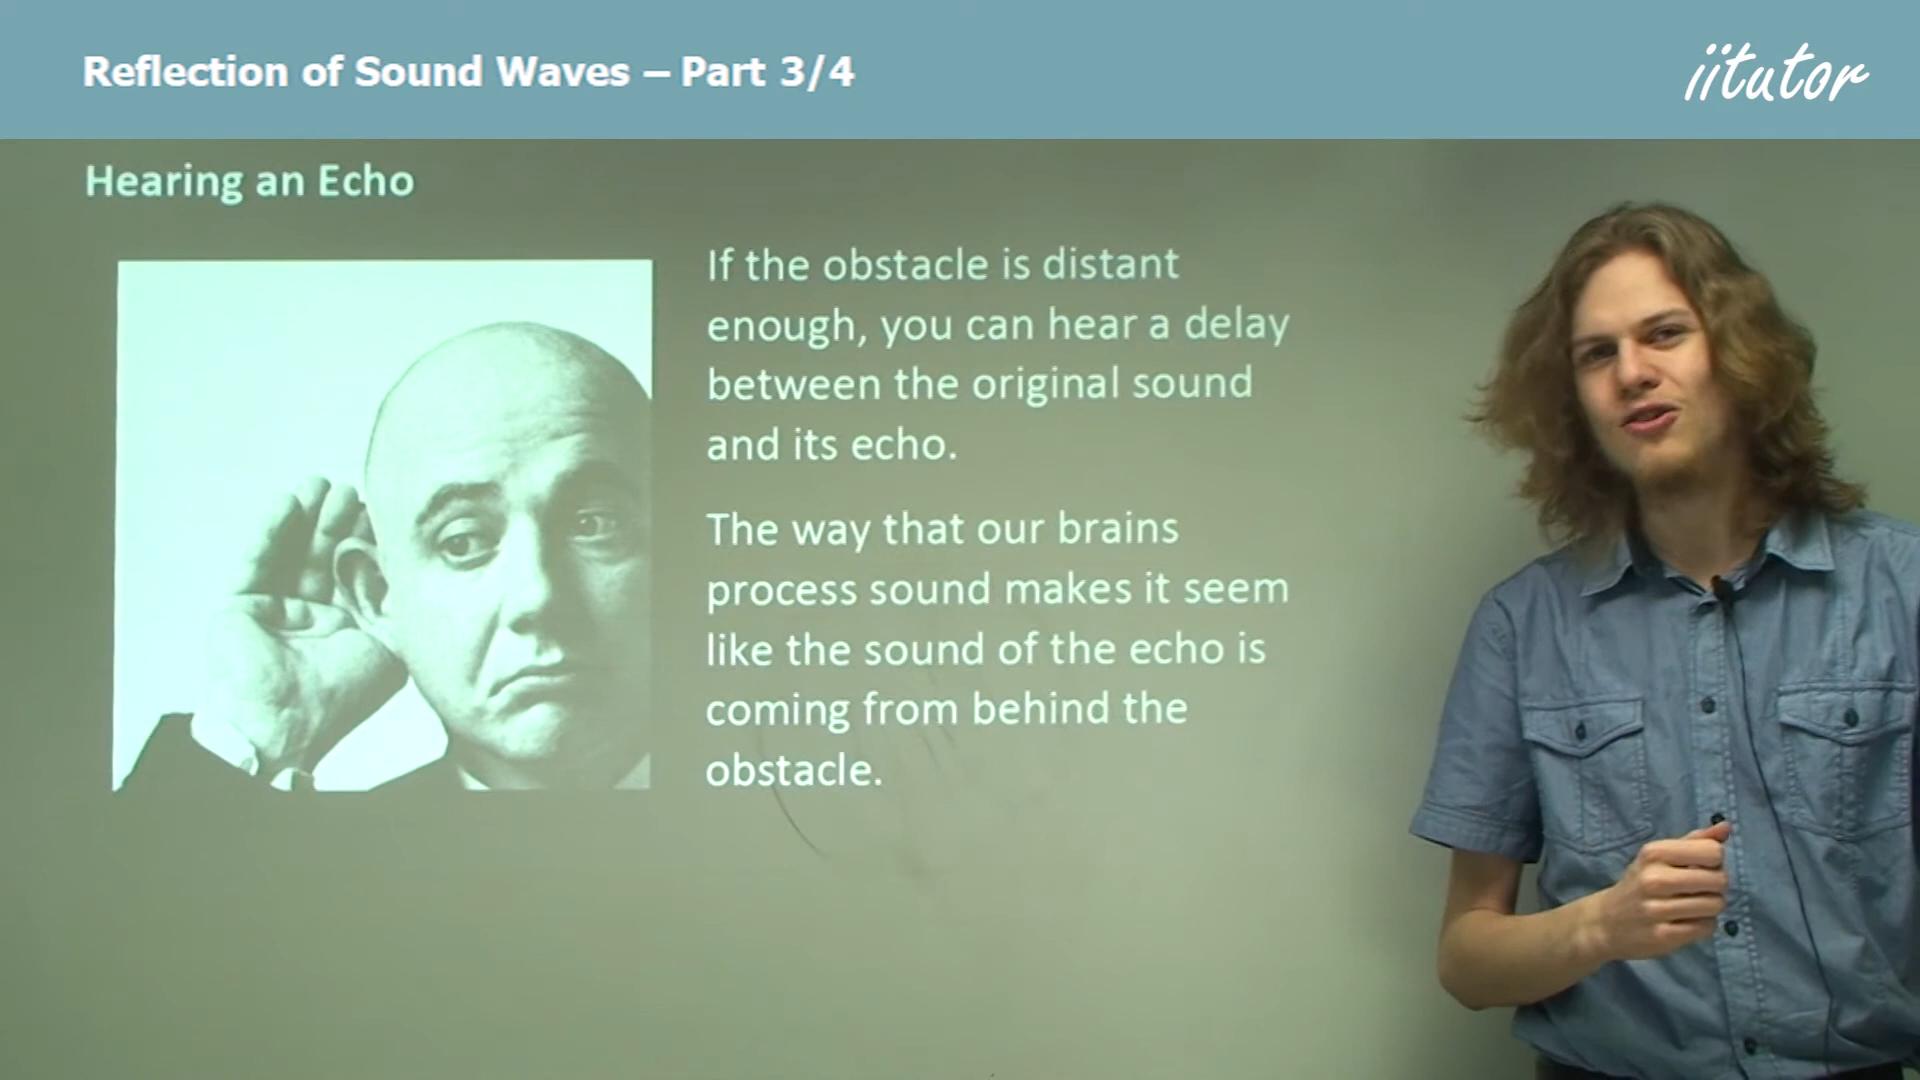 Reflection of Sound Waves – Part 3/4
iitutor
Hearing an Echo
If the obstacle is distant
enough, you can hear a delay
between the original sound
and its echo.
The way that our brains
process sound makes it seem
like the sound of the echo is
coming from behind the
obstacle.